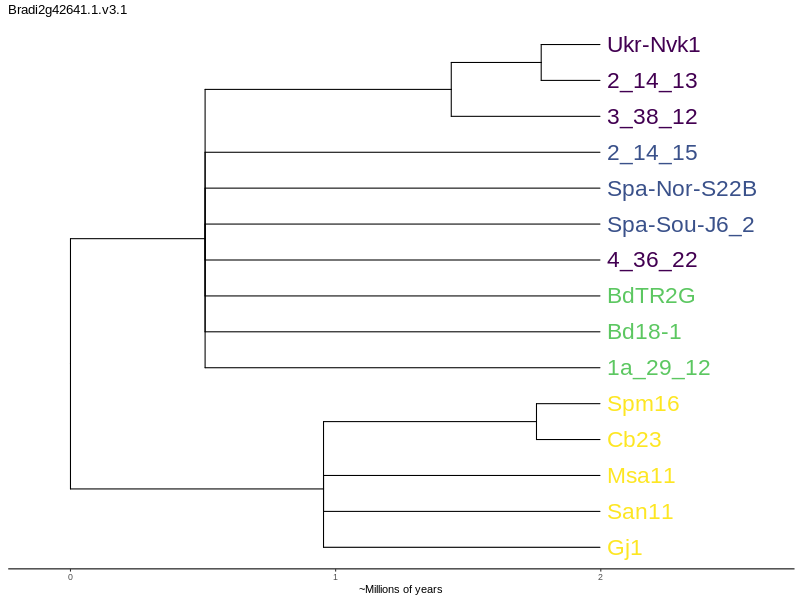 Bradi2g42641.1.v3.1
Ukr-Nvk1
2_14_13
3_38_12
2_14_15
Spa-Nor-S22B
Spa-Sou-J6_2
4_36_22
BdTR2G
Bd18-1
1a_29_12
Spm16
Cb23
Msa11
San11
Gj1
0 1 2
~Millions of years